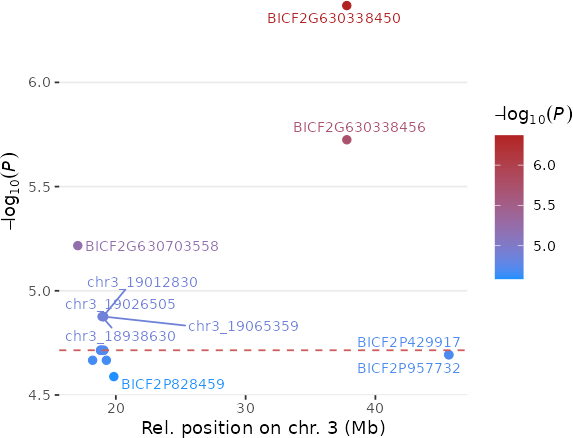 BICF2G630338450
6.0
BICF2G630338456
5.5
BICF2G630703558
5.0
chr3_19012830
chr3_19026505
chr3_19065359
chr3_18938630
BICF2P429917
BICF2P957732
BICF2P828459
4.5
20
30
40
Rel. position on chr. 3 (Mb)
−log10(P)
−log10(P)
6.0
5.5
5.0